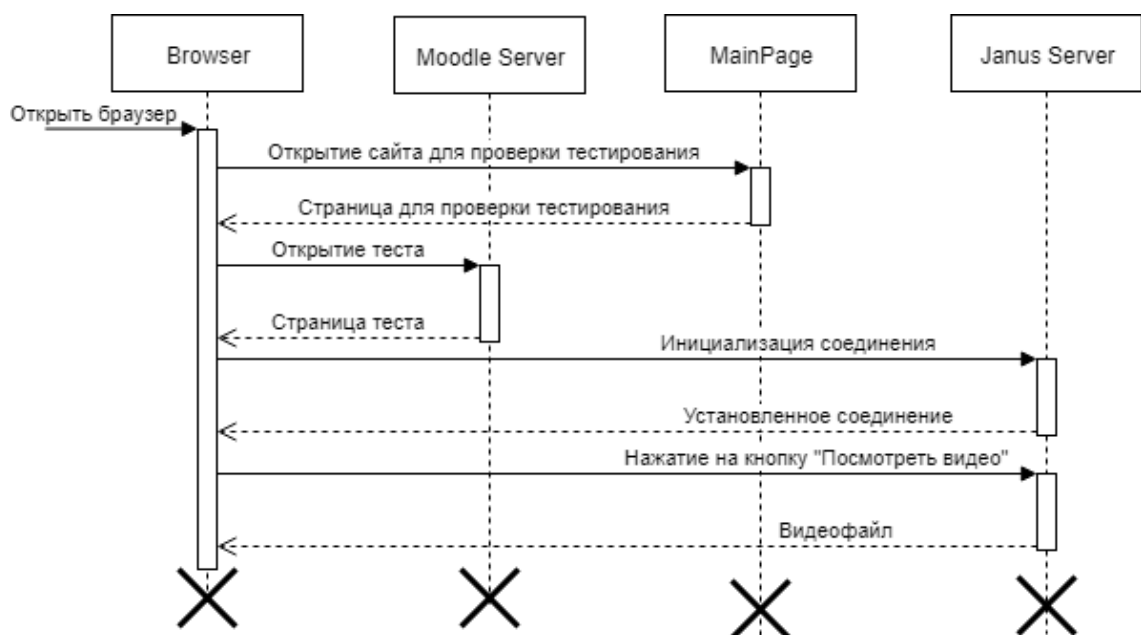 Browser
Moodle Server
MainPage
Janus Server
Открыть браузер
Открытие сайта для проверки тестирования
Страница для проверки тестирования
Открытие теста
Страница теста
Инициализация соединения
Установленное соединение
Нажатие на кнопку "Посмотреть видео"
Видеофайл